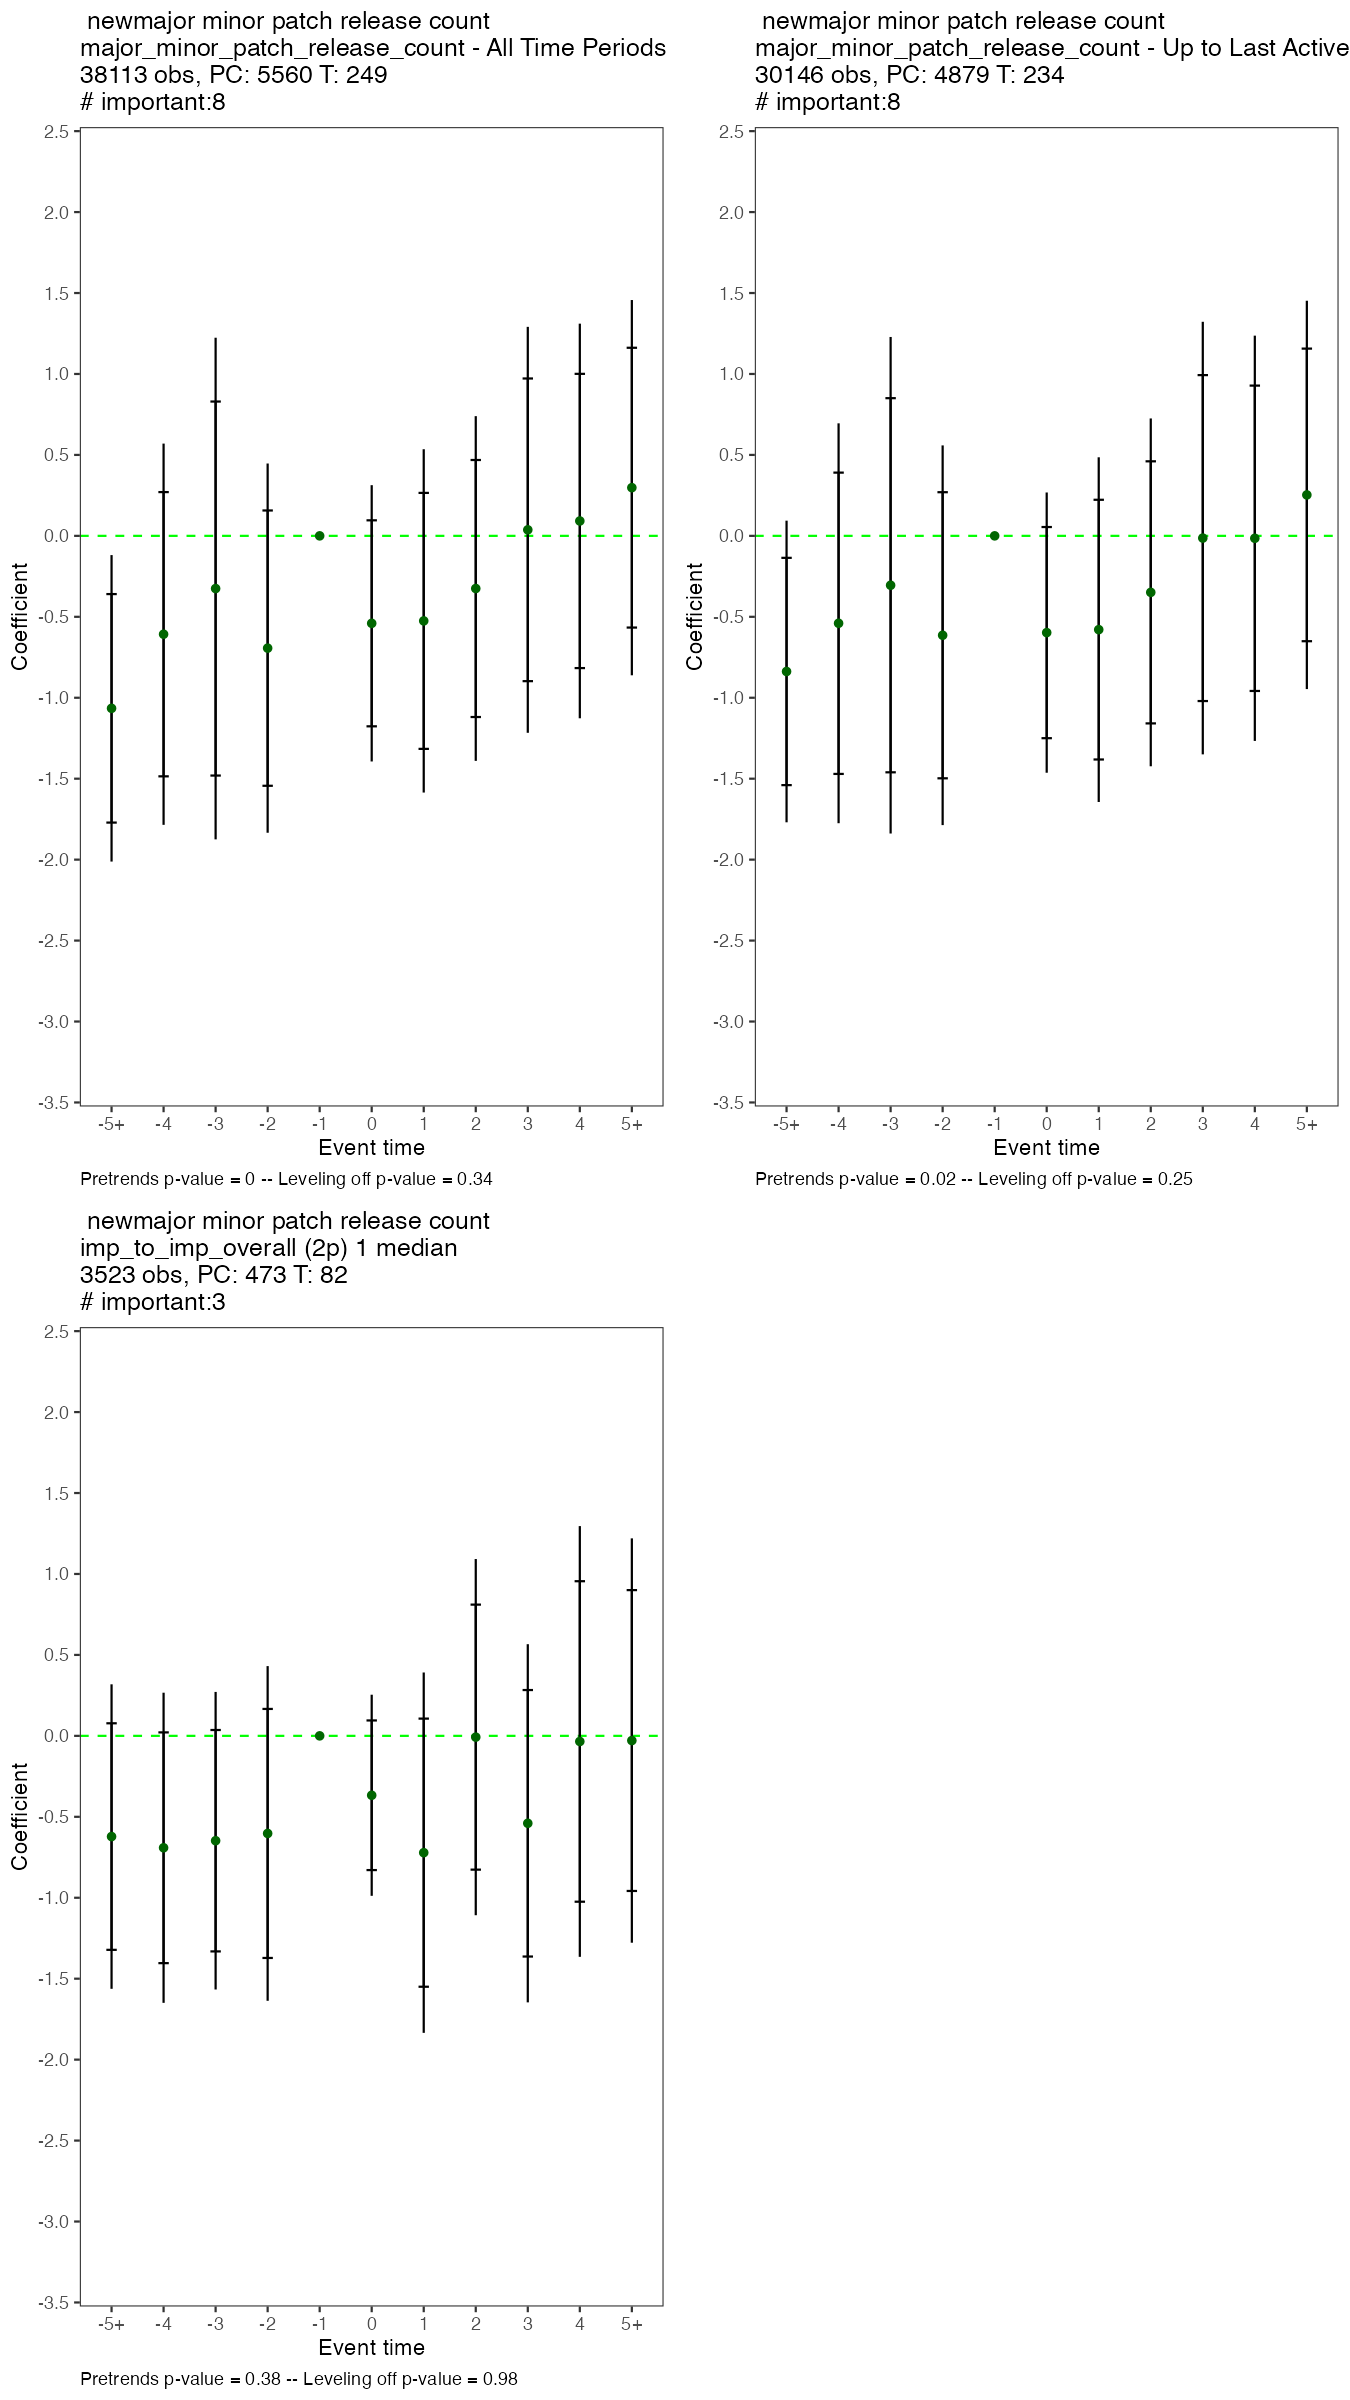 newmajor minor patch release count
major_minor_patch_release_count - All Time Periods
38113 obs, PC: 5560 T: 249
# important:8
2.5
2.0
1.5
1.0
0.5
0.0
-0.5
-1.0
-1.5
-2.0
-2.5
-3.0
-3.5
Coefficient
-5+ -4 -3 -2 -1 0 1 2 3 4 5+
Event time
Pretrends p-value = 0 -- Leveling off p-value = 0.34
newmajor minor patch release count
major_minor_patch_release_count - Up to Last Active
30146 obs, PC: 4879 T: 234
# important:8
2.5
2.0
1.5
1.0
0.5
0.0
-0.5
-1.0
-1.5
-2.0
-2.5
-3.0
-3.5
Coefficient
-5+ -4 -3 -2 -1 0 1 2 3 4 5+
Event time
Pretrends p-value = 0.02 -- Leveling off p-value = 0.25
newmajor minor patch release count
imp_to_imp_overall (2p) 1 median
3523 obs, PC: 473 T: 82
# important:3
2.5
2.0
1.5
1.0
0.5
0.0
-0.5
-1.0
-1.5
-2.0
-2.5
-3.0
-3.5
Coefficient
-5+ -4 -3 -2 -1 0 1 2 3 4 5+
Event time
Pretrends p-value = 0.38 -- Leveling off p-value = 0.98